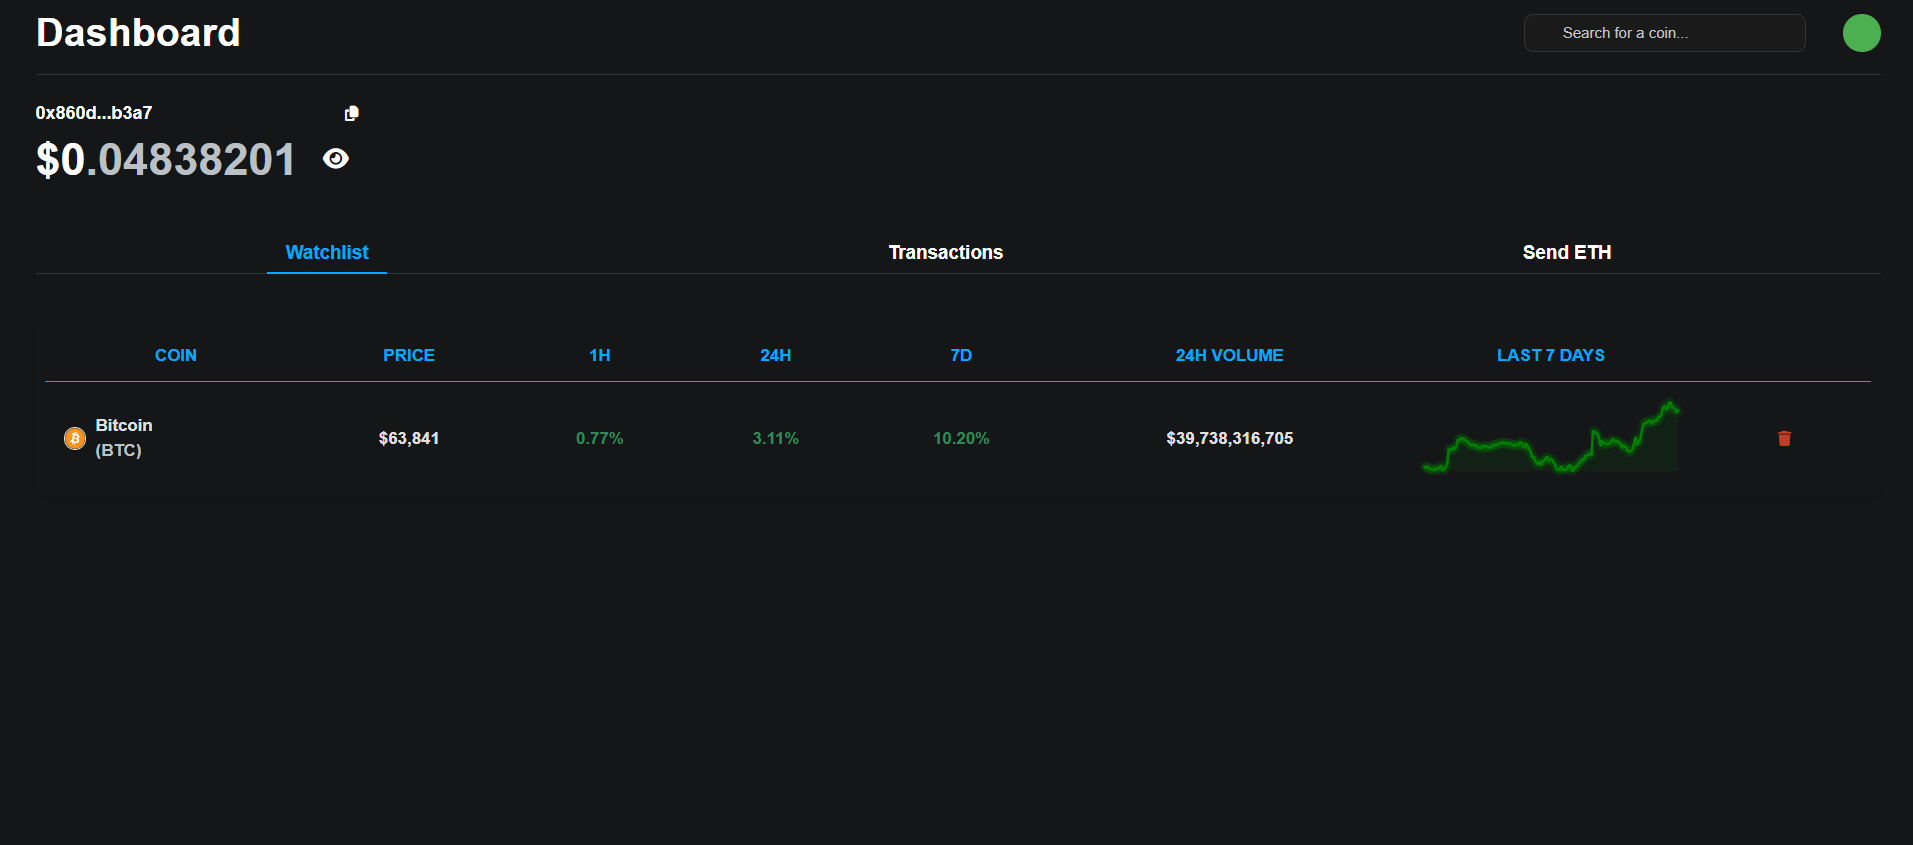 Dashboard
Search for a coin...
0x860d...b3a7
$0.04838201
Watchlist Transactions Send ETH
COIN PRICE 1H 24H 7D 24H VOLUME LAST 7 DAYS
Bitcoin
(BTC)
$63,841 0.77% 3.11% 10.20% $39,738,316,705